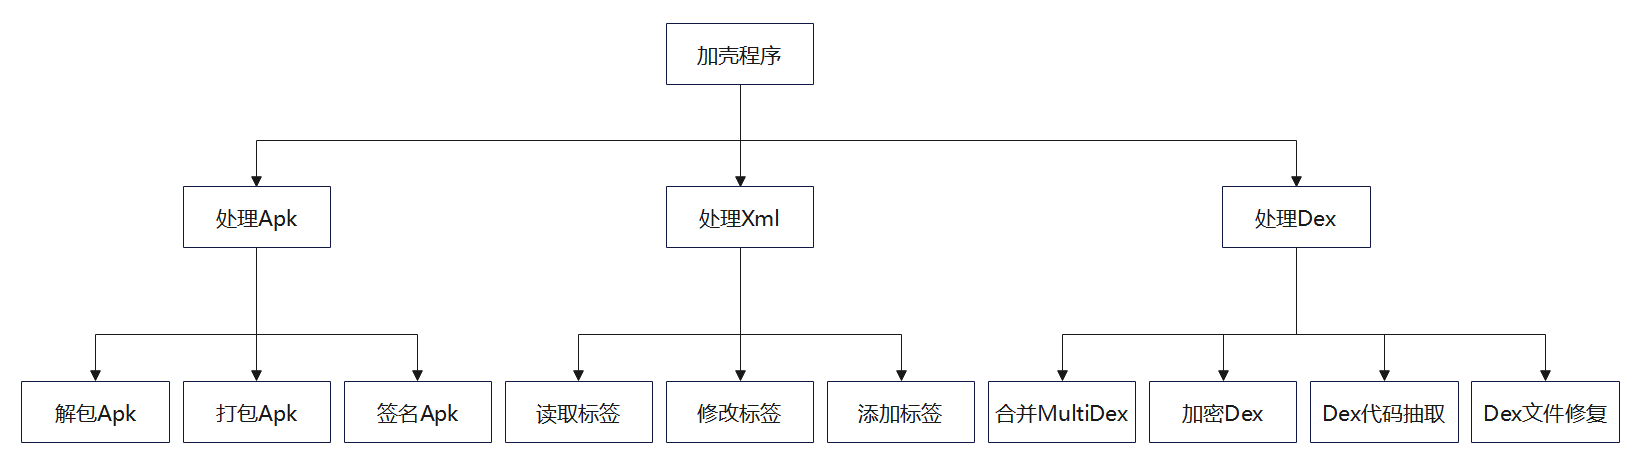 加壳程序
处理Apk
处理Xml
处理Dex
解包Apk
打包Apk
签名Apk
读取标签
修改标签
添加标签
合并MultiDex
加密Dex
Dex代码抽取
Dex文件修复